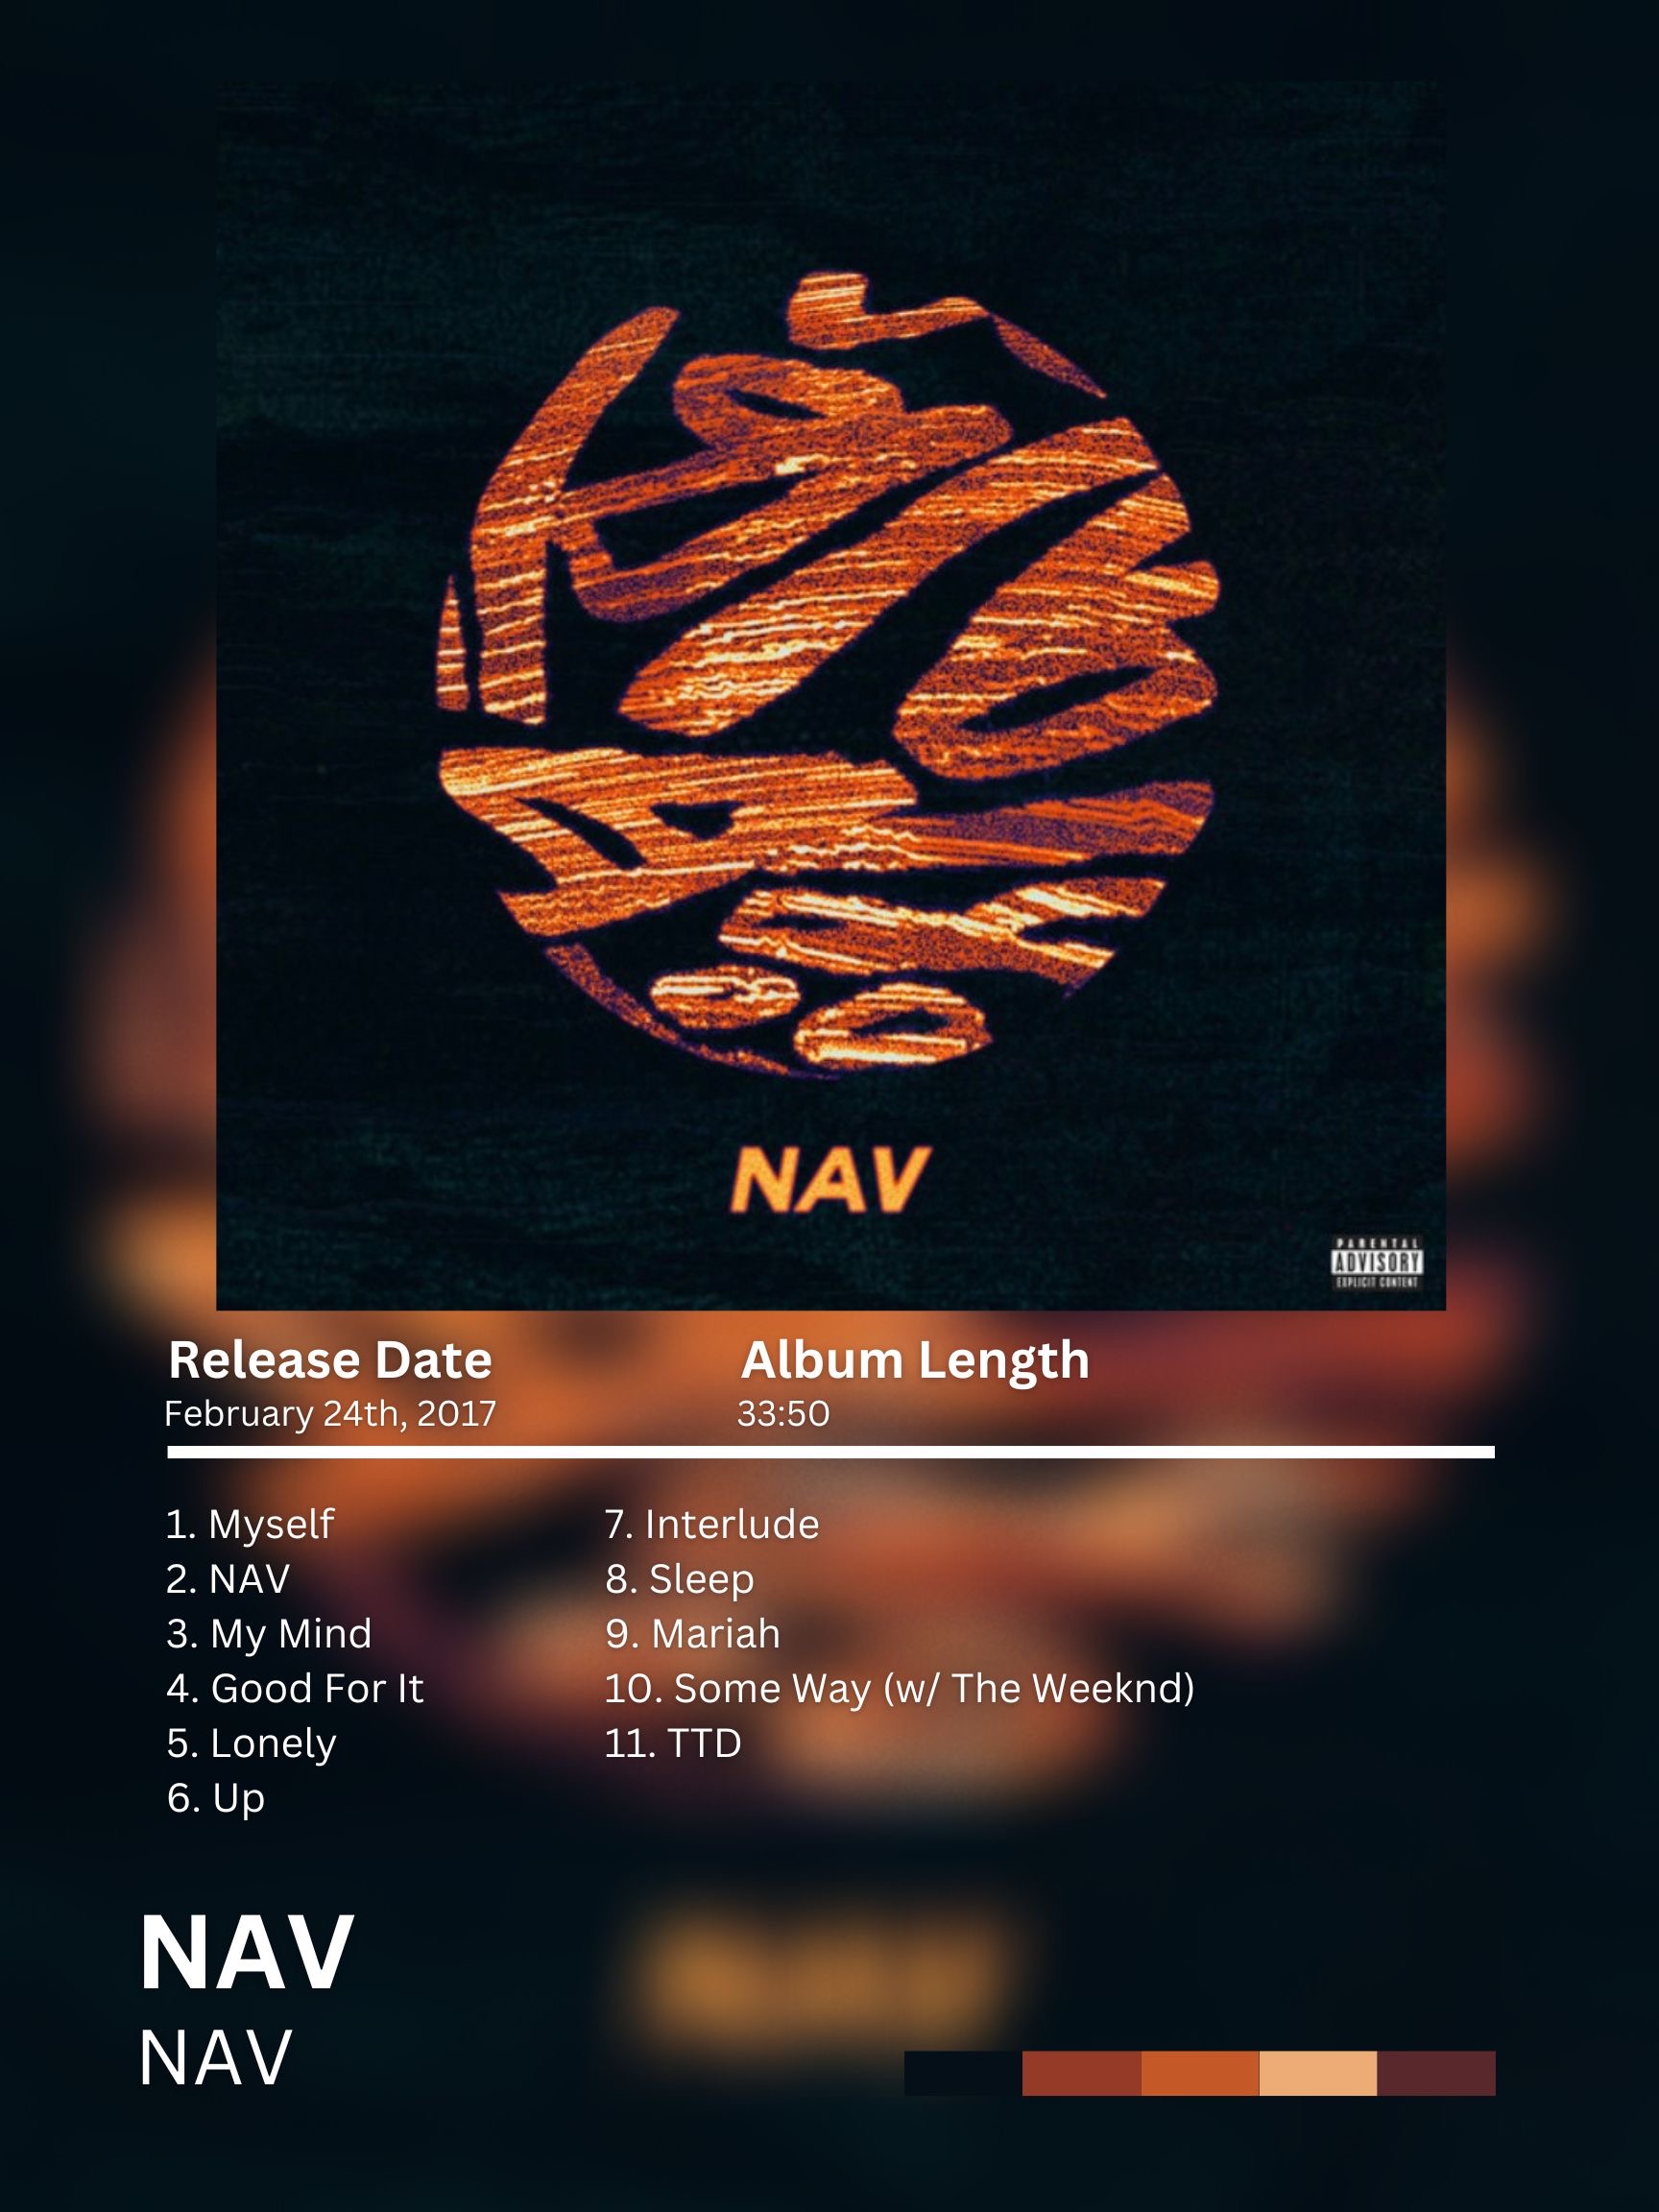 NAV
PARENTAL
ADVISORY
EXPLICIT CONTENT
Release Date
February 24th, 2017
Album Length
33:50
1. Myself
2. NAV
3. My Mind
4. Good For It
5. Lonely
6. Up
7. Interlude
8. Sleep
9. Mariah
10. Some Way (w/ The Weeknd)
11. TTD
NAV
NAV